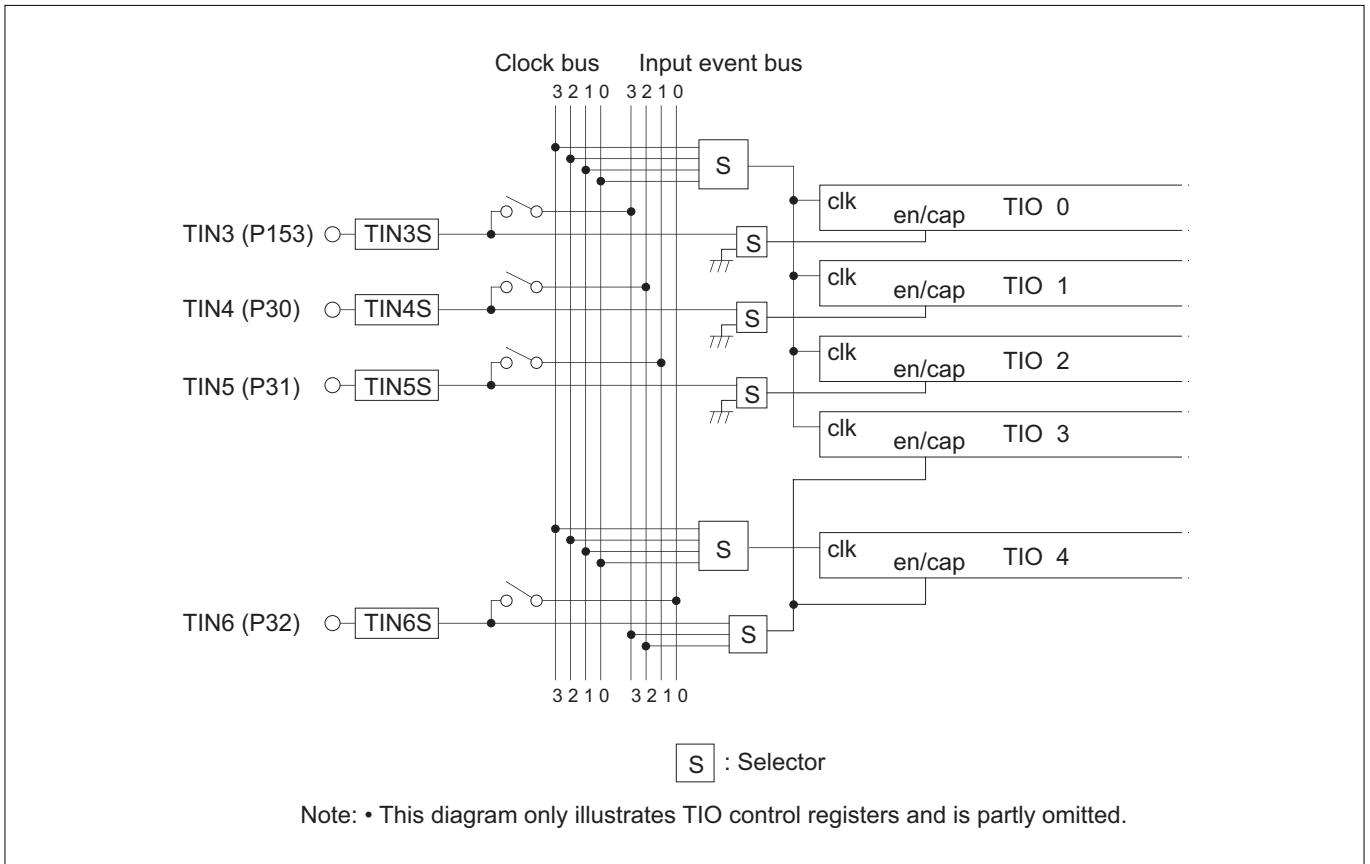 Clock bus Input event bus
3 2 1 0 3 2 1 0
S
clk en/cap TIO 0
TIN3 (P153) TIN3S S
clk en/cap TIO 1
TIN4 (P30) TIN4S S
clk en/cap TIO 2
TIN5 (P31) TIN5S S
clk en/cap TIO 3
S clk en/cap TIO 4
TIN6 (P32) TIN6S S
3 2 1 0 3 2 1 0
S : Selector
Note: • This diagram only illustrates TIO control registers and is partly omitted.